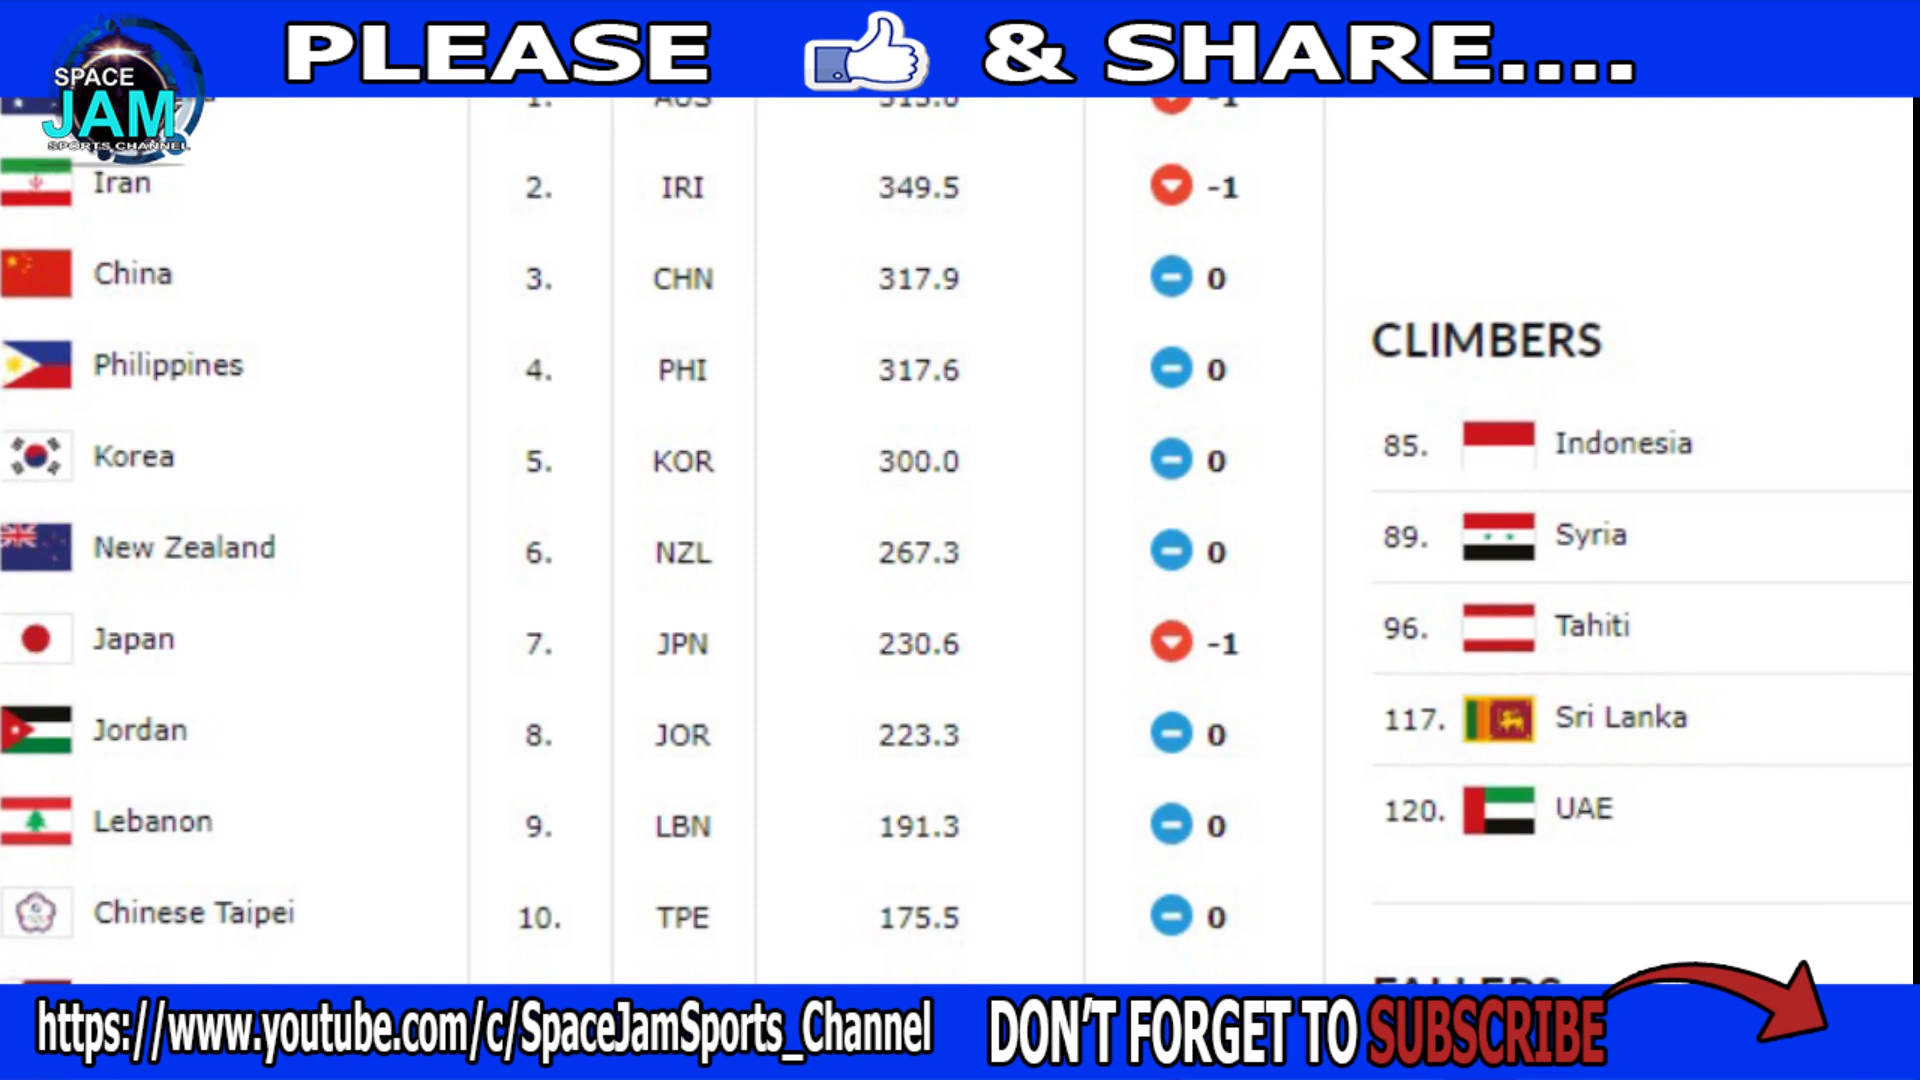 PLEASE & SHARE....
SPACE
JAM
SPORTS CHANNEL
1. AUS -1
Iran 2. IRI 349.5 -1
China 3. CHN 317.9 0
Philippines 4. PHI 317.6 0
Korea 5. KOR 300.0 0
New Zealand 6. NZL 267.3 0
Japan 7. JPN 230.6 -1
Jordan 8. JOR 223.3 0
Lebanon 9. LBN 191.3 0
Chinese Taipei 10. TPE 175.5 0
CLIMBERS
85. Indonesia
89. Syria
96. Tahiti
117. Sri Lanka
120. UAE
FALLERS
https://www.youtube.com/c/SpaceJamSports_Channel
DON'T FORGET TO SUBSCRIBE